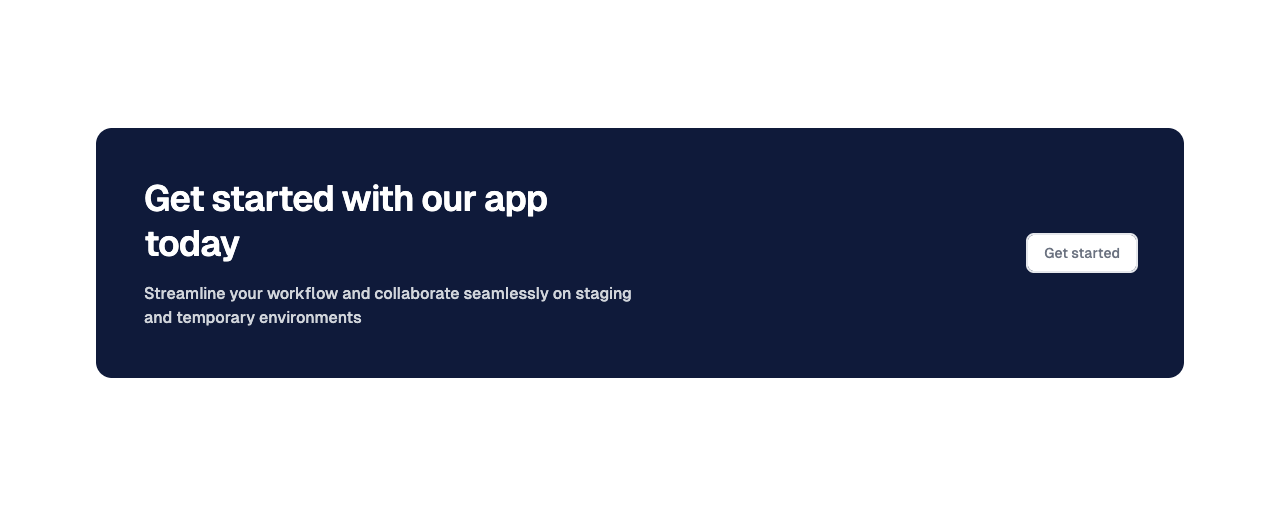 Get started with our app
today
Streamline your workflow and collaborate seamlessly on staging
and temporary environments
Get started